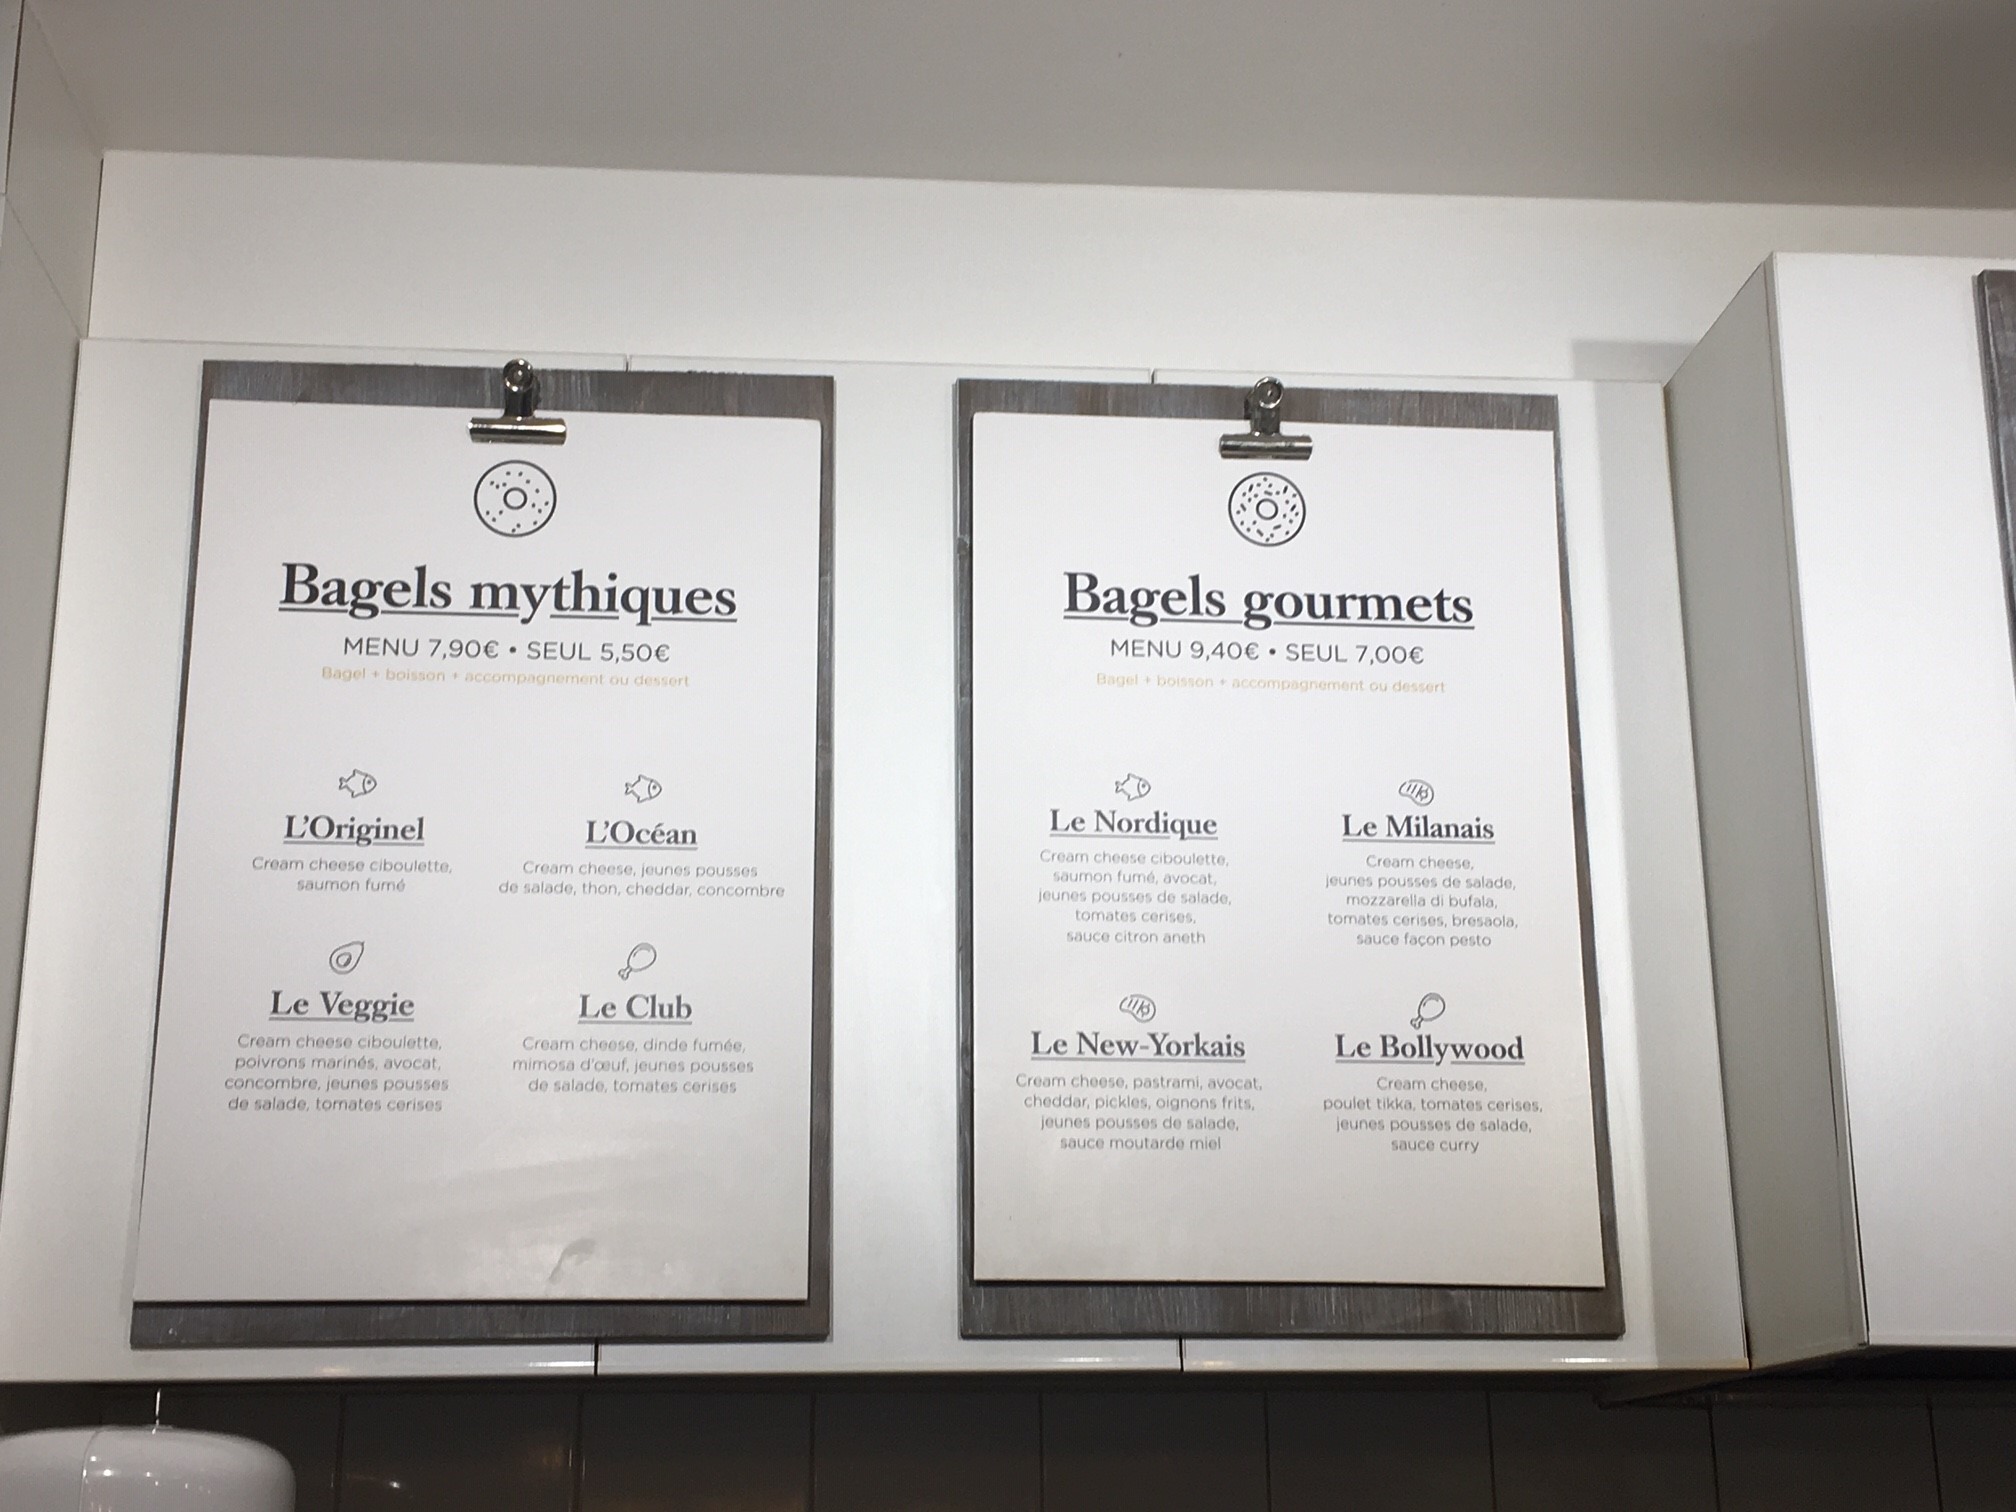 Bagels mythiques
MENU 7,90€ • SEUL 5,50€
Bagel + boisson + accompagnement ou dessert
L'Originel
Cream cheese ciboulette,
saumon fumé
L'Océan
Cream cheese, jeunes pousses
de salade, thon, cheddar, concombre
Le Veggie
Cream cheese ciboulette,
poivrons marinés, avocat,
concombre, jeunes pousses
de salade, tomates cerises
Le Club
Cream cheese, dinde fumée,
mimosa d'œuf, jeunes pousses
de salade, tomates cerises
Bagels gourmets
MENU 9,40€ • SEUL 7,00€
Bagel + boisson + accompagnement ou dessert
Le Nordique
Cream cheese ciboulette,
saumon fumé, avocat,
jeunes pousses de salade,
tomates cerises,
sauce citron aneth
Le Milanais
Cream cheese,
jeunes pousses de salade,
mozzarella di bufala,
tomates cerises, bresaola,
sauce façon pesto
Le New-Yorkais
Cream cheese, pastrami, avocat,
cheddar, pickles, oignons frits,
jeunes pousses de salade,
sauce moutarde miel
Le Bollywood
Cream cheese,
poulet tikka, tomates cerises,
jeunes pousses de salade,
sauce curry